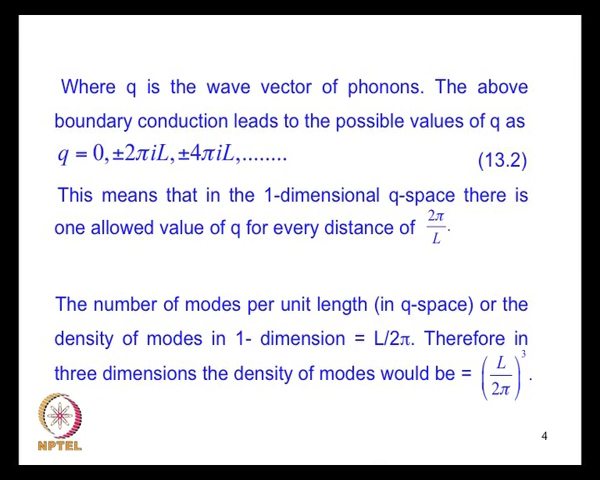 Where q is the wave vector of phonons. The above
boundary conduction leads to the possible values of q as
q = 0, ±2πiL, ±4πiL,........ (13.2)
This means that in the 1-dimensional q-space there is
one allowed value of q for every distance of 2π/L.
The number of modes per unit length (in q-space) or the
density of modes in 1- dimension = L/2π. Therefore in
three dimensions the density of modes would be = (L/2π)³.
NPTEL
4